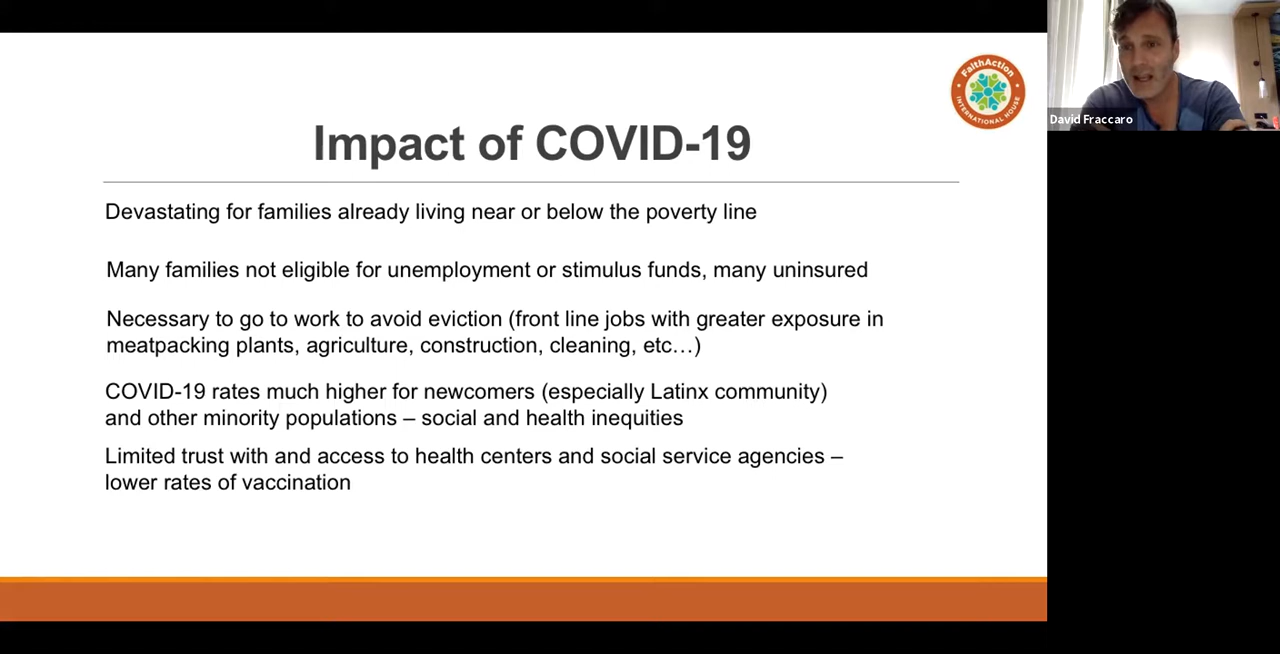 FaithAction
INTERNATIONAL HOUSE
David Fraccaro
Impact of COVID-19
Devastating for families already living near or below the poverty line
Many families not eligible for unemployment or stimulus funds, many uninsured
Necessary to go to work to avoid eviction (front line jobs with greater exposure in
meatpacking plants, agriculture, construction, cleaning, etc…)
COVID-19 rates much higher for newcomers (especially Latinx community)
and other minority populations – social and health inequities
Limited trust with and access to health centers and social service agencies –
lower rates of vaccination